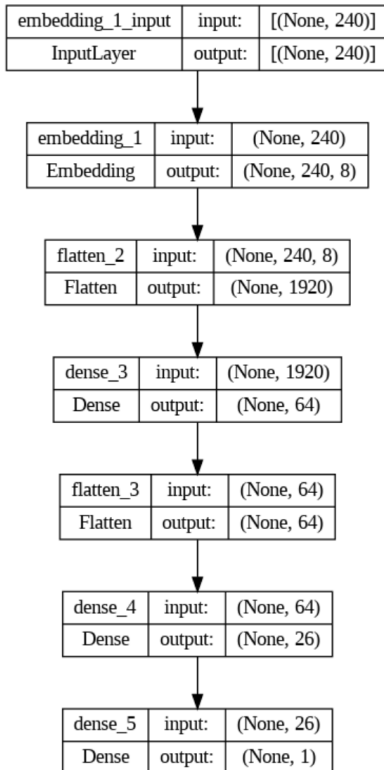 embedding_1_input input: [(None, 240)]
InputLayer output: [(None, 240)]
embedding_1 input: (None, 240)
Embedding output: (None, 240, 8)
flatten_2 input: (None, 240, 8)
Flatten output: (None, 1920)
dense_3 input: (None, 1920)
Dense output: (None, 64)
flatten_3 input: (None, 64)
Flatten output: (None, 64)
dense_4 input: (None, 64)
Dense output: (None, 26)
dense_5 input: (None, 26)
Dense output: (None, 1)